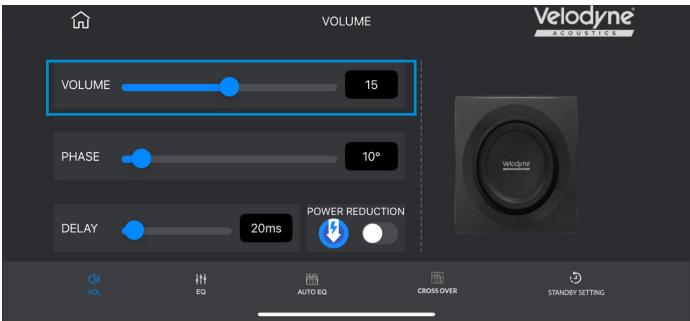 VOLUME
Velodyne®
ACOUSTICS
VOLUME
15
PHASE
10°
Velodyne
DELAY
20ms
POWER REDUCTION
VOL
EQ
AUTO EQ
CROSS OVER
STANDBY SETTING